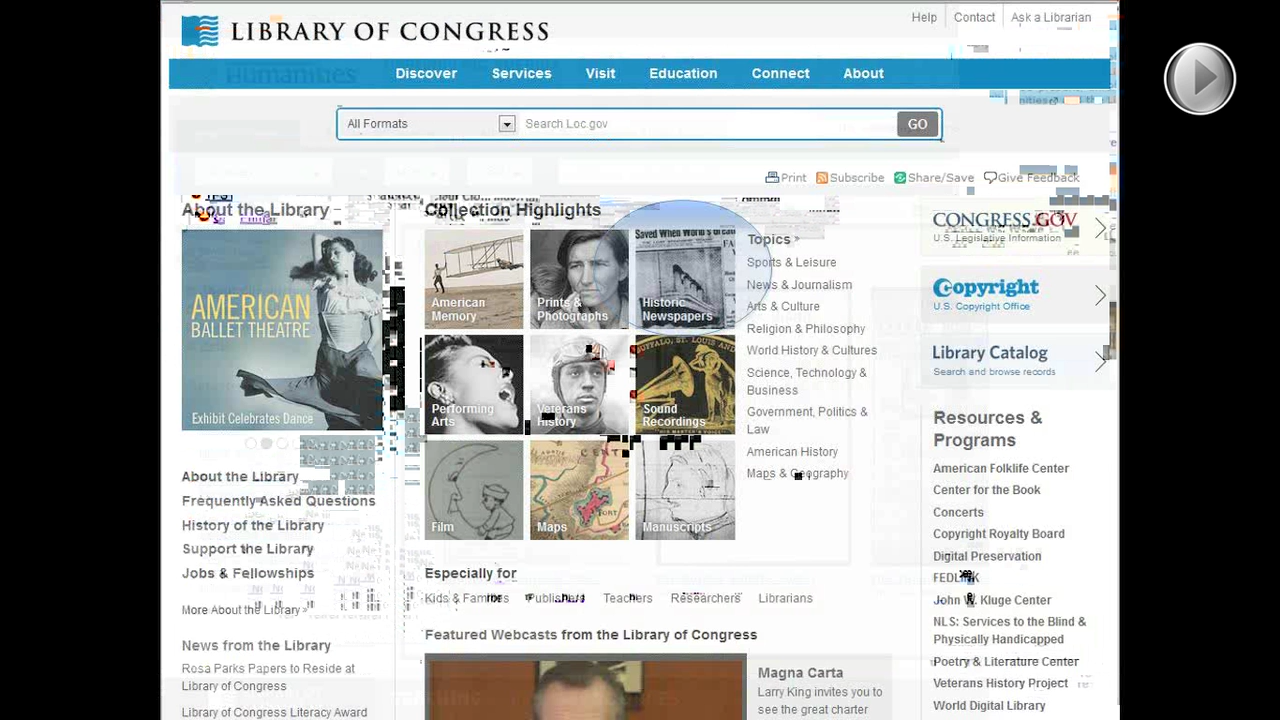 LIBRARY OF CONGRESS
Help
Contact
Ask a Librarian
Discover
Services
Visit
Education
Connect
About
All Formats
Search Loc.gov
GO
Print
Subscribe
Share/Save
Give Feedback
About the Library
AMERICAN
BALLET THEATRE
Exhibit Celebrates Dance
About the Library
Frequently Asked Questions
History of the Library
Support the Library
Jobs & Fellowships
More About the Library »
News from the Library
Rosa Parks Papers to Reside at
Library of Congress
Library of Congress Literacy Award
Collection Highlights
American
Memory
Prints &
Photographs
Historic
Newspapers
Performing
Arts
Veterans
History
Sound
Recordings
Film
Maps
Manuscripts
Topics »
Sports & Leisure
News & Journalism
Arts & Culture
Religion & Philosophy
World History & Cultures
Science, Technology &
Business
Government, Politics &
Law
American History
Maps & Geography
Especially for
Kids & Families
Publishers
Teachers
Researchers
Librarians
Featured Webcasts from the Library of Congress
Magna Carta
Larry King invites you to
see the great charter
CONGRESS.GOV
U.S. Legislative Information
Copyright
U.S. Copyright Office
Library Catalog
Search and browse records
Resources &
Programs
American Folklife Center
Center for the Book
Concerts
Copyright Royalty Board
Digital Preservation
FEDLINK
John W. Kluge Center
NLS: Services to the Blind &
Physically Handicapped
Poetry & Literature Center
Veterans History Project
World Digital Library